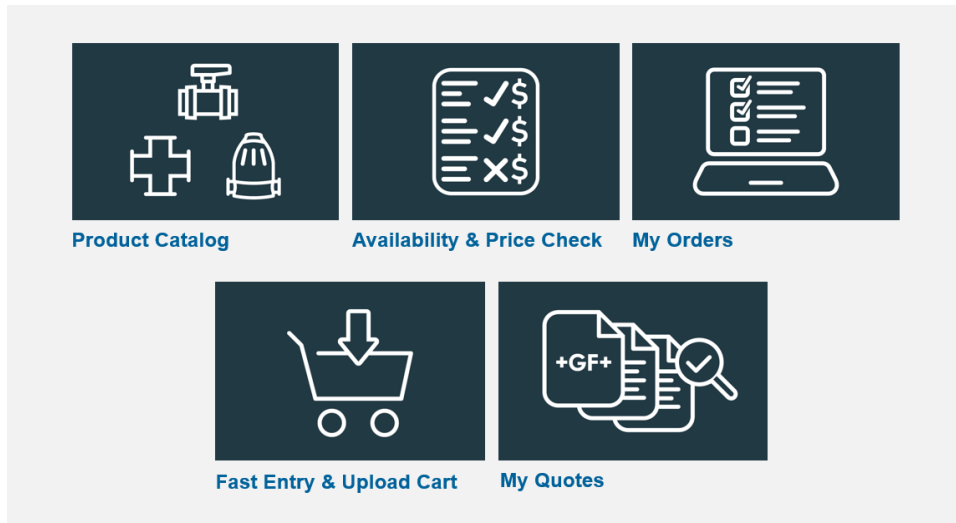 $
$
$
Product Catalog
Availability & Price Check
My Orders
+GF+
Fast Entry & Upload Cart
My Quotes